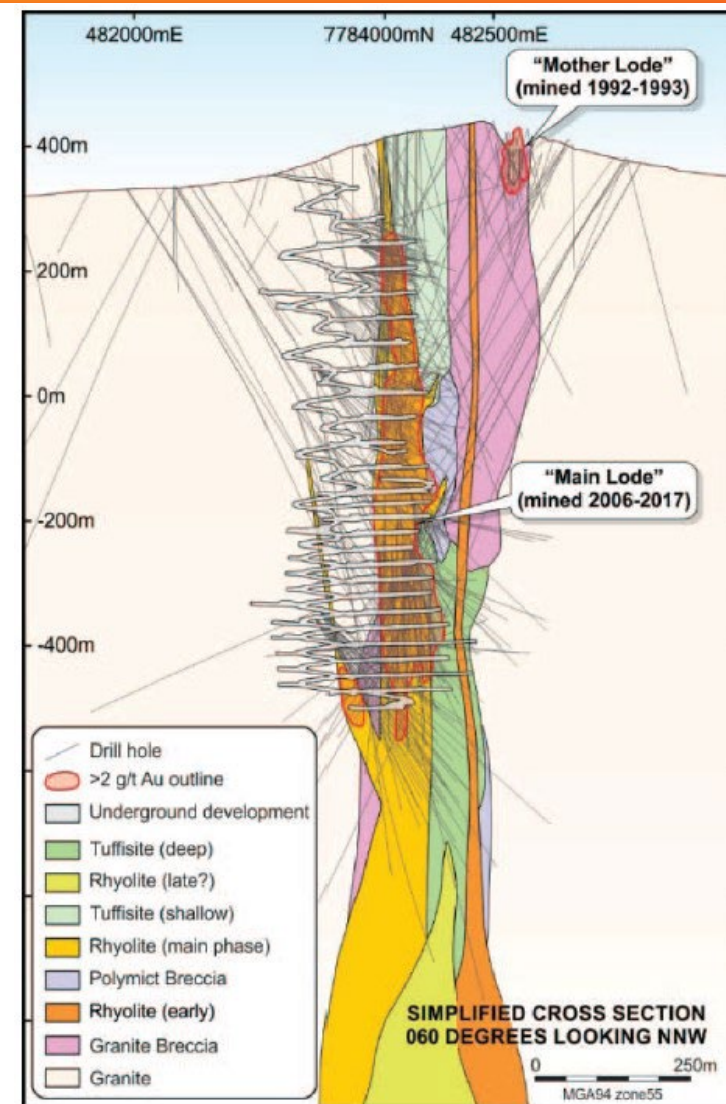 482000mE
7784000mN
482500mE
"Mother Lode"
(mined 1992-1993)
400m
200m
0m
"Main Lode"
(mined 2006-2017)
-200m
-400m
Drill hole
>2 g/t Au outline
Underground development
Tuffisite (deep)
Rhyolite (late?)
Tuffisite (shallow)
Rhyolite (main phase)
Polymict Breccia
Rhyolite (early)
Granite Breccia
Granite
SIMPLIFIED CROSS SECTION
060 DEGREES LOOKING NNW
0
250m
MGA94 zone55